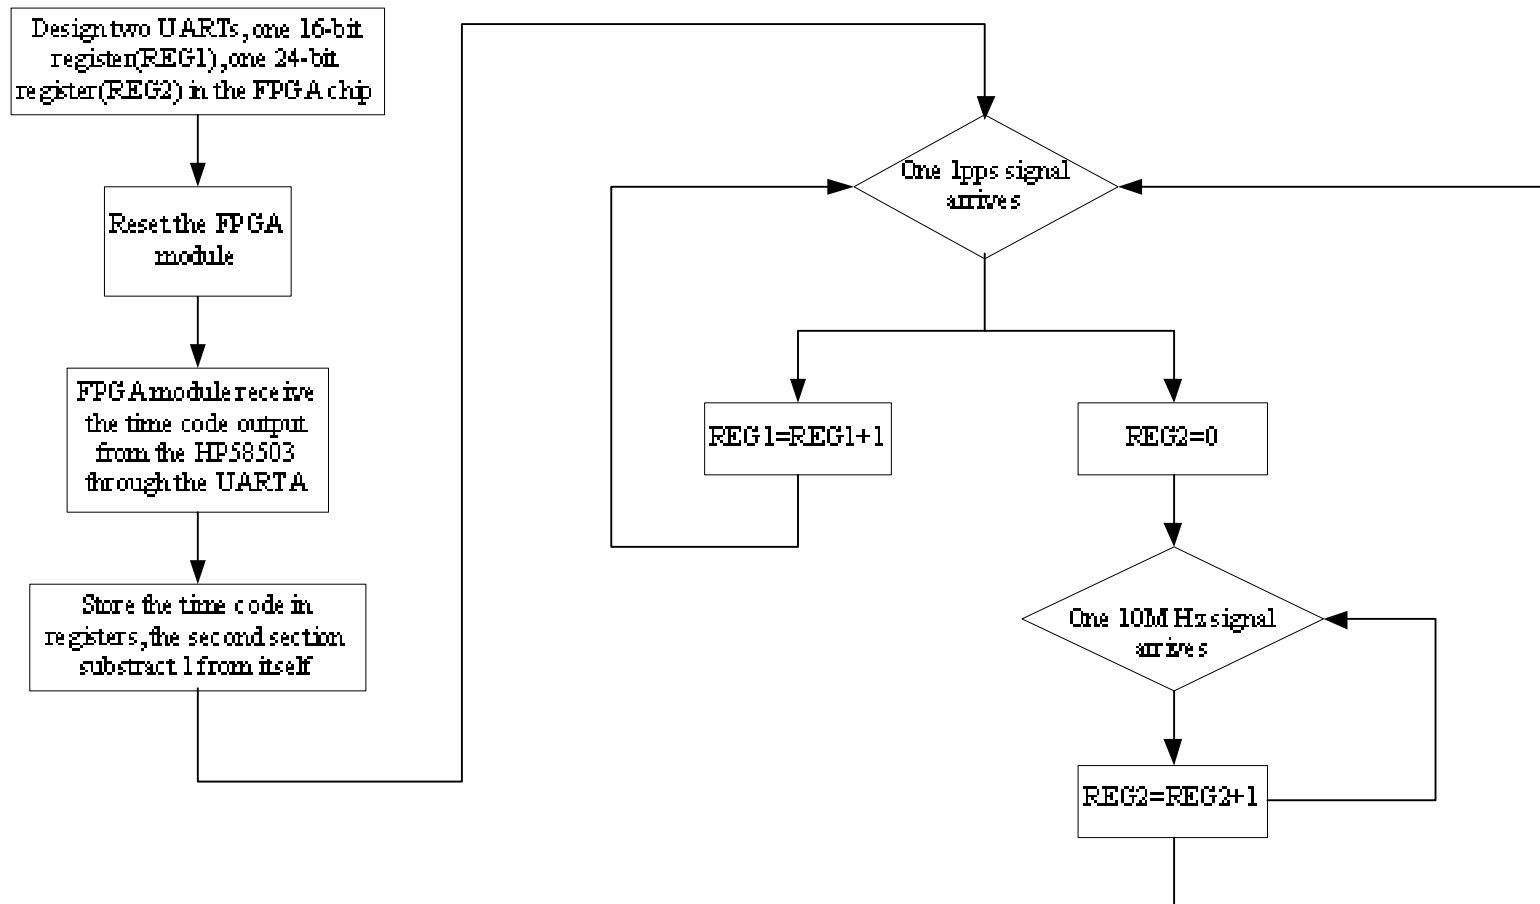 Design two UARTs, one 16-bit
register(REG1), one 24-bit
register(REG2) in the FPGA chip
Reset the FPGA
module
FPGA module receive
the time code output
from the HP58503
through the UARTA
Store the time code in
registers, the second section
substract 1 from itself
One 1pps signal
arrives
REG1=REG1+1
REG2=0
One 10M Hz signal
arrives
REG2=REG2+1